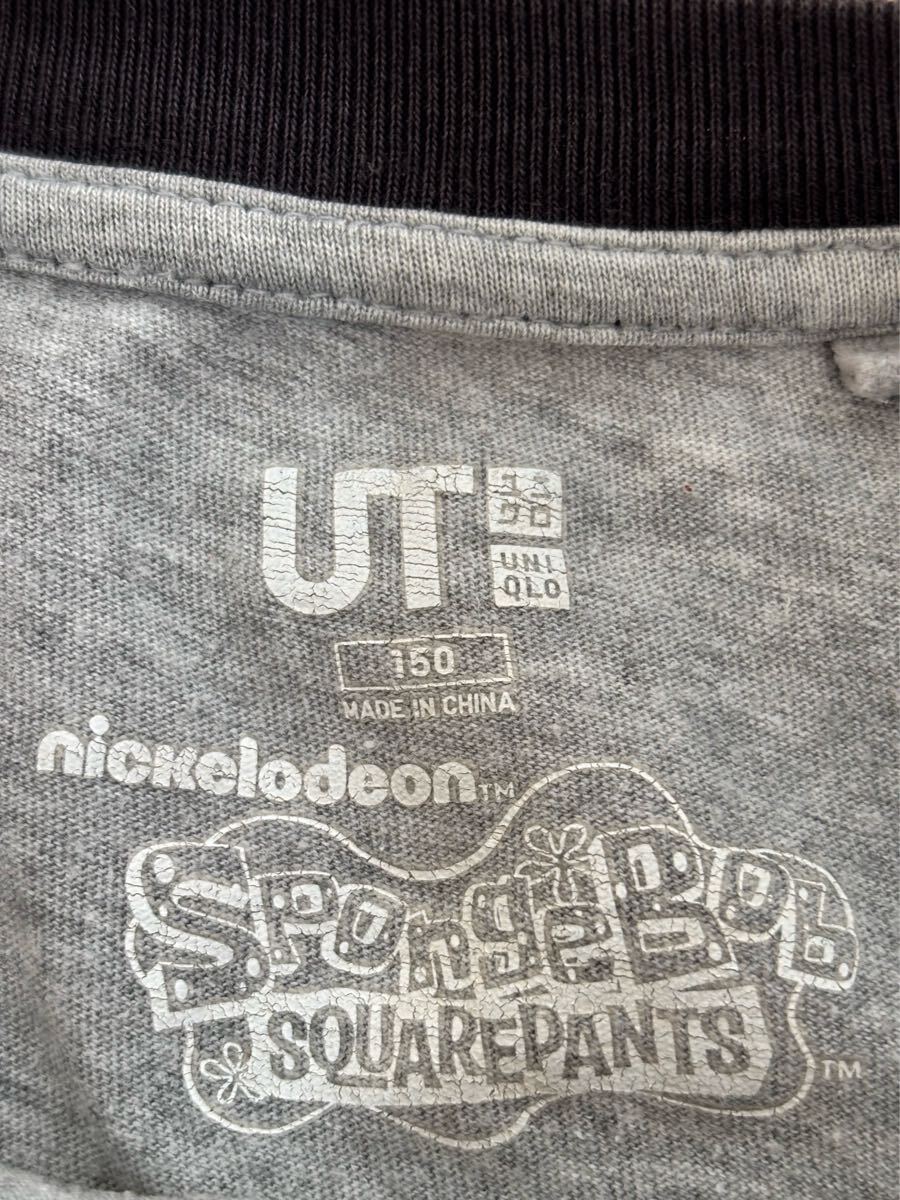 UT ユニ
クロ
UNI
QLO
150
MADE IN CHINA
nickelodeon™
SpongeBob
SQUAREPANTS™